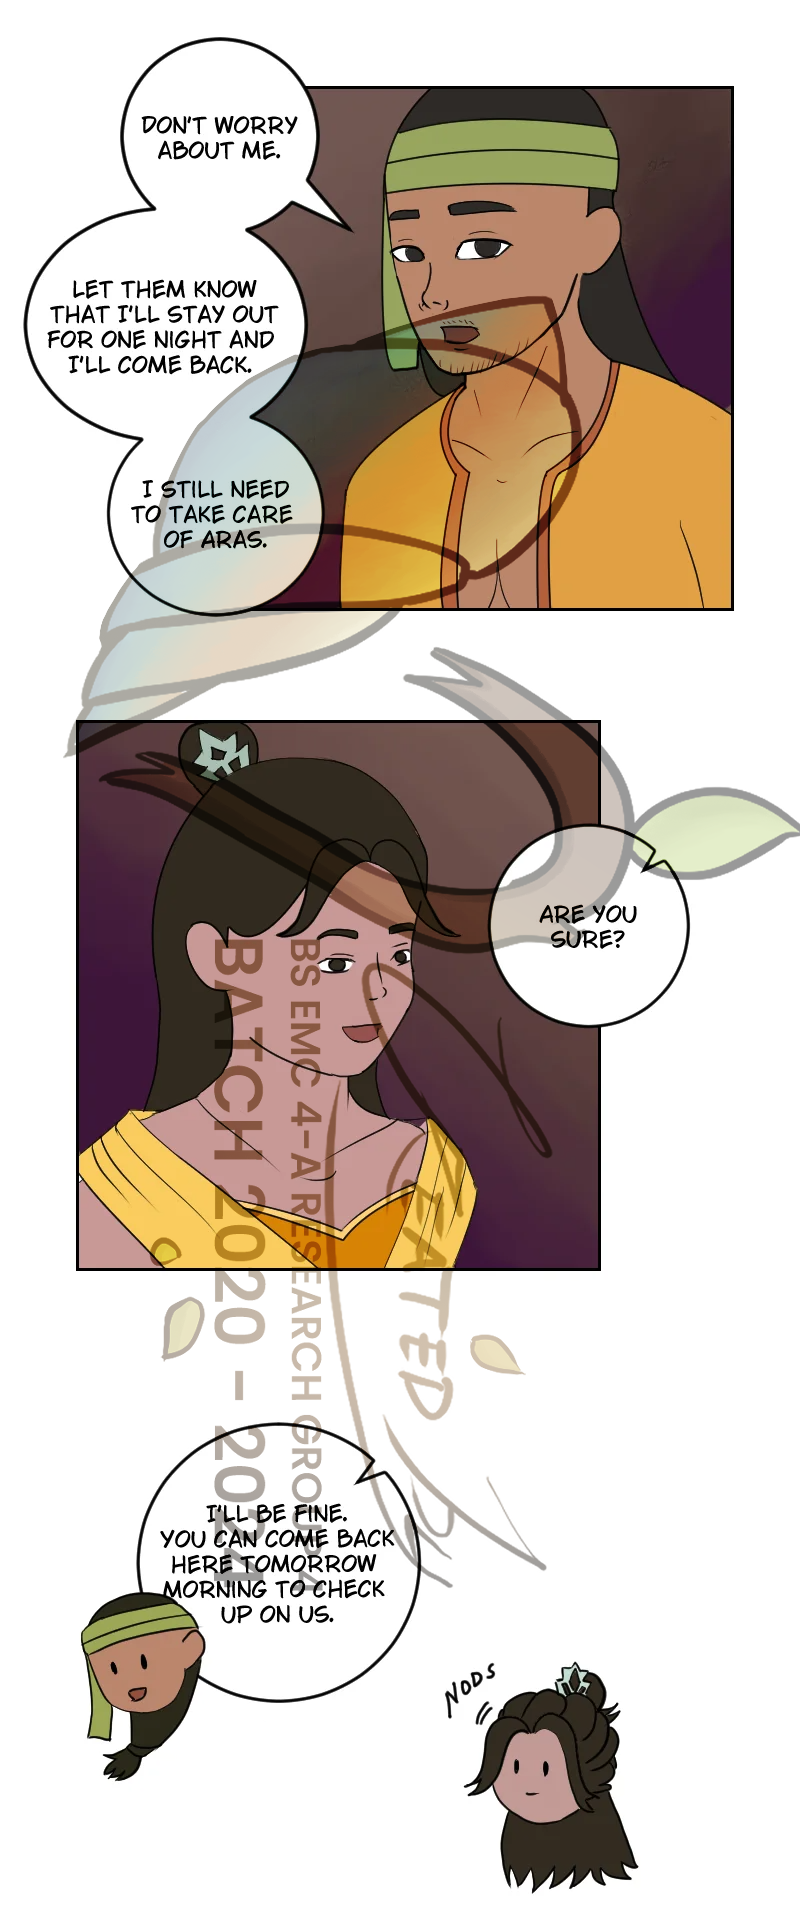 DON'T WORRY
ABOUT ME.
LET THEM KNOW
THAT I'LL STAY OUT
FOR ONE NIGHT AND
I'LL COME BACK.
I STILL NEED
TO TAKE CARE
OF ARAS.
ARE YOU
SURE?
BS EMC 4-A RESEARCH GROUP 4
BATCH 2020 - 2024
I'LL BE FINE.
YOU CAN COME BACK
HERE TOMORROW
MORNING TO CHECK
UP ON US.
NODS